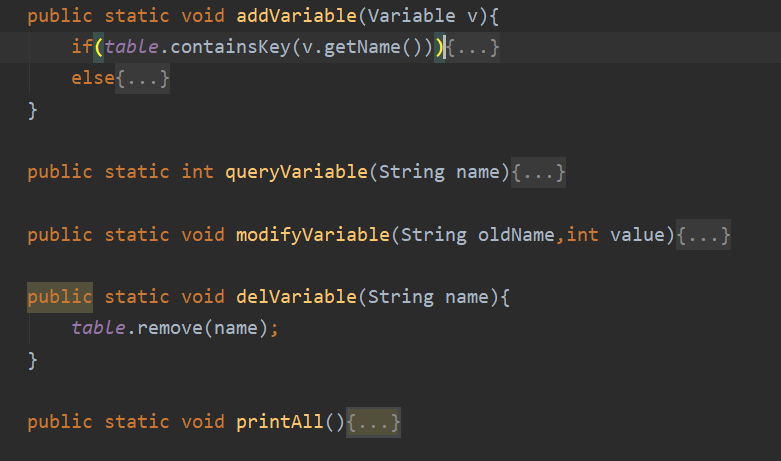 public static void addVariable(Variable v){
    if(table.containsKey(v.getName())){...}
    else{...}
}
public static int queryVariable(String name){...}
public static void modifyVariable(String oldName,int value){...}
public static void delVariable(String name){
    table.remove(name);
}
public static void printAll(){...}